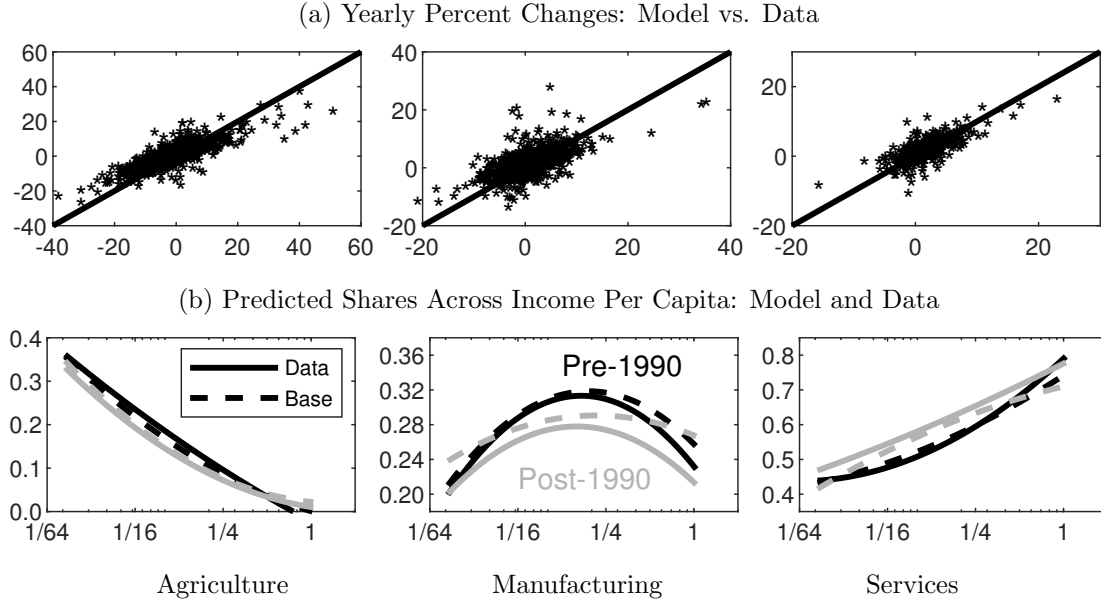 (a) Yearly Percent Changes: Model vs. Data
60
40
20
0
-20
-40
-40 -20 0 20 40 60
40
20
0
-20
-20 0 20 40
30
20
0
-20
-20 0 20
(b) Predicted Shares Across Income Per Capita: Model and Data
0.4
0.3
0.2
0.1
0.0
1/64 1/16 1/4 1
Data
Base
0.36
0.32
0.28
0.24
0.20
1/64 1/16 1/4 1
Pre-1990
Post-1990
0.8
0.7
0.6
0.5
0.4
1/64 1/16 1/4 1
Agriculture Manufacturing Services